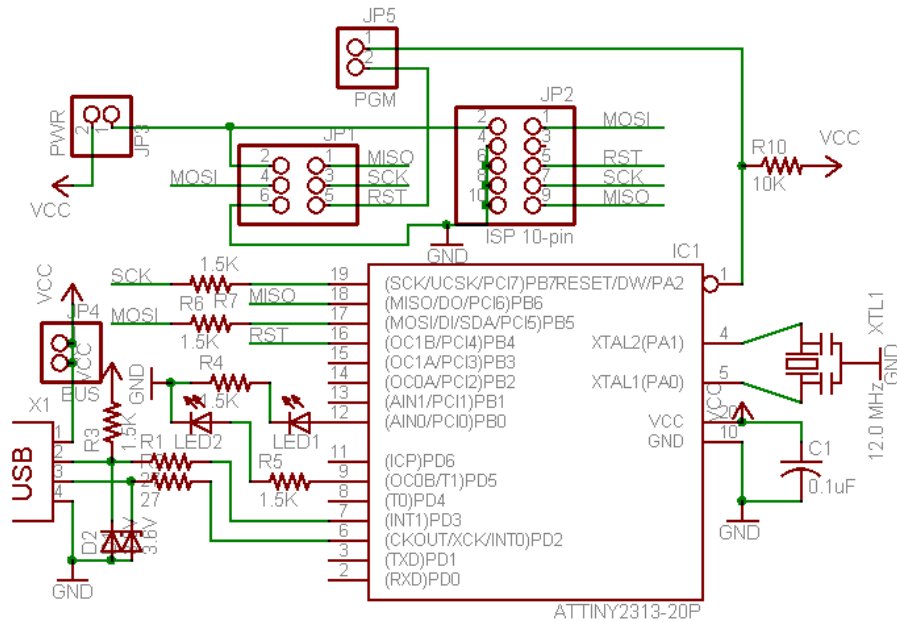 JP5
1
2
PGM
JP2
2 1 MOSI
4 3
6 5 RST
8 7 SCK
10 9 MISO
ISP 10-pin
PWR
2 1
JP3
VCC
JP1
2 1 MISO
MOSI 4 3 SCK
6 5 RST
GND
R10
10K
VCC
IC1
SCK 1.5K 19 (SCK/UCSK/PCI7)PB7 RESET/DW/PA2 1
R6 R7 MISO 18 (MISO/DO/PCI6)PB6
MOSI 17 (MOSI/DI/SDA/PCI5)PB5
1.5K RST 16 (OC1B/PCI4)PB4 XTAL2(PA1) 4
15 (OC1A/PCI3)PB3
14 (OC0A/PCI2)PB2 XTAL1(PA0) 5
13 (AIN1/PCI1)PB1
12 (AIN0/PCI0)PB0 VCC 20
GND 10
11 (ICP)PD6
9 (OC0B/T1)PD5
8 (T0)PD4
7 (INT1)PD3
6 (CKOUT/XCK/INT0)PD2
3 (TXD)PD1
2 (RXD)PD0
ATTINY2313-20P
XTL1
12.0 MHz
GND
VCC
C1
0.1uF
GND
VCC
JP4
VCC
BUS
X1
USB
1
2
3
4
R3
1.5K
GND
R4
1.5K
LED2
LED1
R1
27
R5
1.5K
D2
3.6V
GND